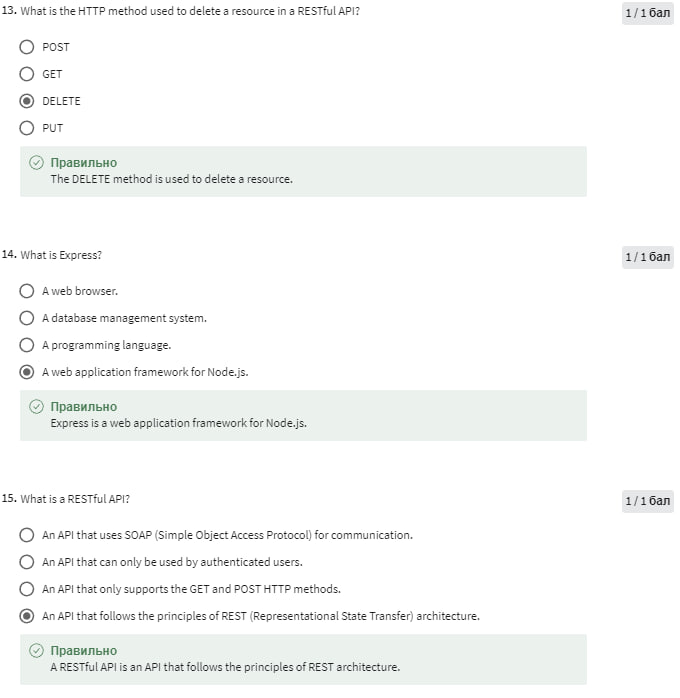 13. What is the HTTP method used to delete a resource in a RESTful API?
1 / 1 бал
POST
GET
DELETE
PUT
Правильно
The DELETE method is used to delete a resource.
14. What is Express?
1 / 1 бал
A web browser.
A database management system.
A programming language.
A web application framework for Node.js.
Правильно
Express is a web application framework for Node.js.
15. What is a RESTful API?
1 / 1 бал
An API that uses SOAP (Simple Object Access Protocol) for communication.
An API that can only be used by authenticated users.
An API that only supports the GET and POST HTTP methods.
An API that follows the principles of REST (Representational State Transfer) architecture.
Правильно
A RESTful API is an API that follows the principles of REST architecture.